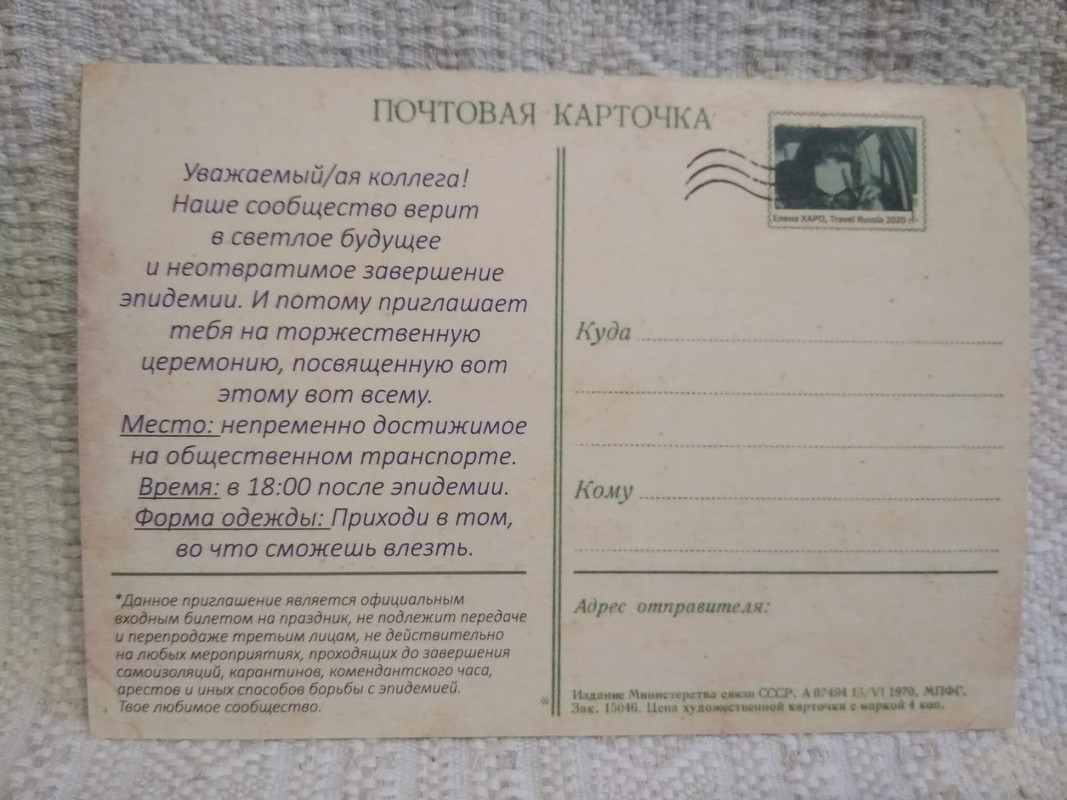 ПОЧТОВАЯ КАРТОЧКА
Уважаемый/ая коллега!
Наше сообщество верит
в светлое будущее
и неотвратимое завершение
эпидемии. И потому приглашает
тебя на торжественную
церемонию, посвященную вот
этому вот всему.
Место: непременно достижимое
на общественном транспорте.
Время: в 18:00 после эпидемии.
Форма одежды: Приходи в том,
во что сможешь влезть.
*Данное приглашение является официальным
входным билетом на праздник, не подлежит передаче
и перепродаже третьим лицам, не действительно
на любых мероприятиях, проходящих до завершения
самоизоляций, карантинов, комендантского часа,
арестов и иных способов борьбы с эпидемией.
Твое любимое сообщество.
Елена ХАРО, Travel Russia 2020
Куда
Кому
Адрес отправителя:
Издание Министерства связи СССР. А 07494 15/VI 1970. МПФГ.
Зак. 15046. Цена художественной карточки с маркой 4 коп.